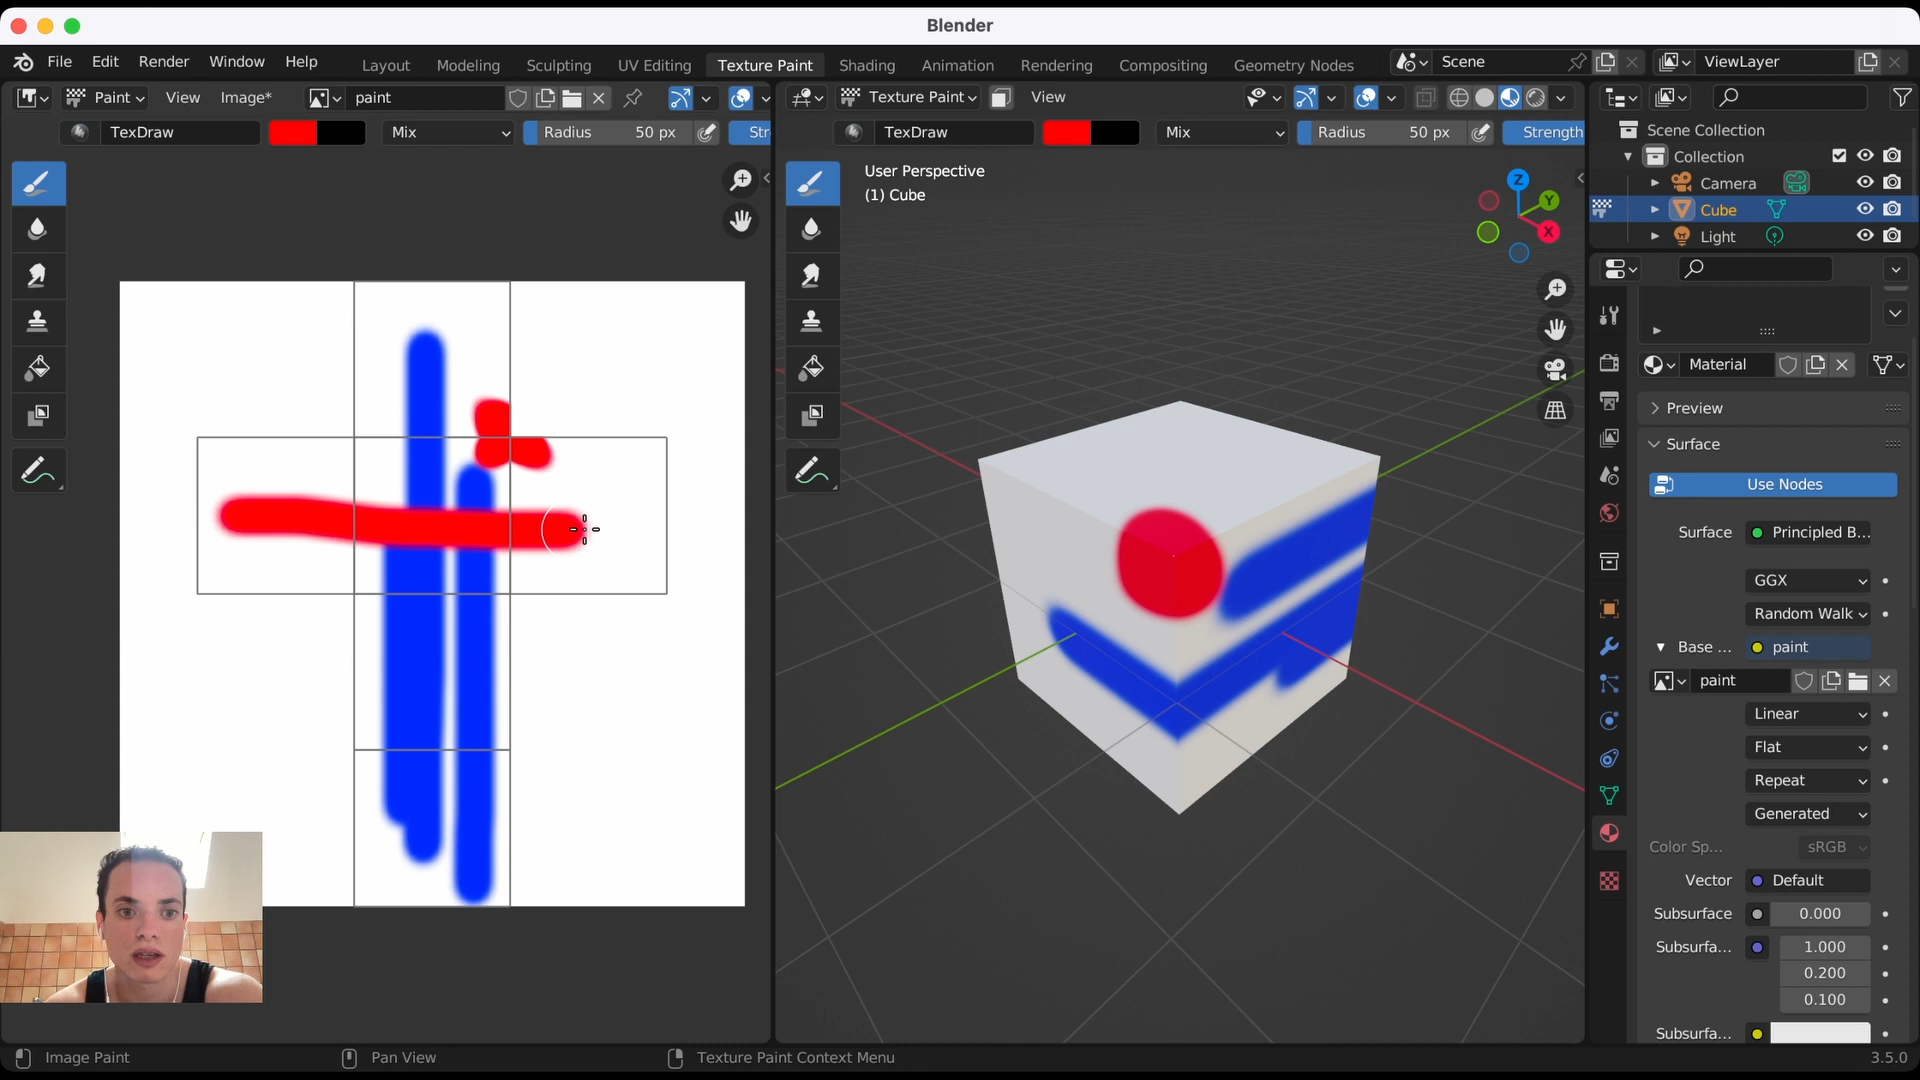 Blender
File Edit Render Window Help
Layout Modeling Sculpting UV Editing Texture Paint Shading Animation Rendering Compositing Geometry Nodes
Scene
ViewLayer
Paint View Image* paint
Texture Paint View
TexDraw Mix Radius 50 px Str
TexDraw Mix Radius 50 px Strength
User Perspective
(1) Cube
Z
Y
X
Scene Collection
Collection
Camera
Cube
Light
Material
Preview
Surface
Use Nodes
Surface Principled B...
GGX
Random Walk
Base ... paint
paint
Linear
Flat
Repeat
Generated
Color Sp... sRGB
Vector Default
Subsurface 0.000
Subsurfa... 1.000
0.200
0.100
Subsurfa...
Image Paint Pan View Texture Paint Context Menu 3.5.0